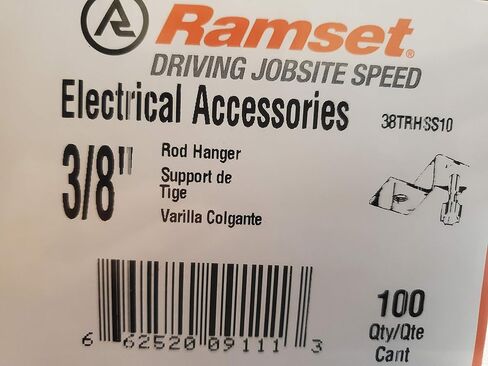 Ramset®
DRIVING JOBSITE SPEED
Electrical Accessories
38TRHSS10
3/8"
Rod Hanger
Support de
Tige
Varilla Colgante
6 62520 09111 3
100
Qty/Qte
Cant